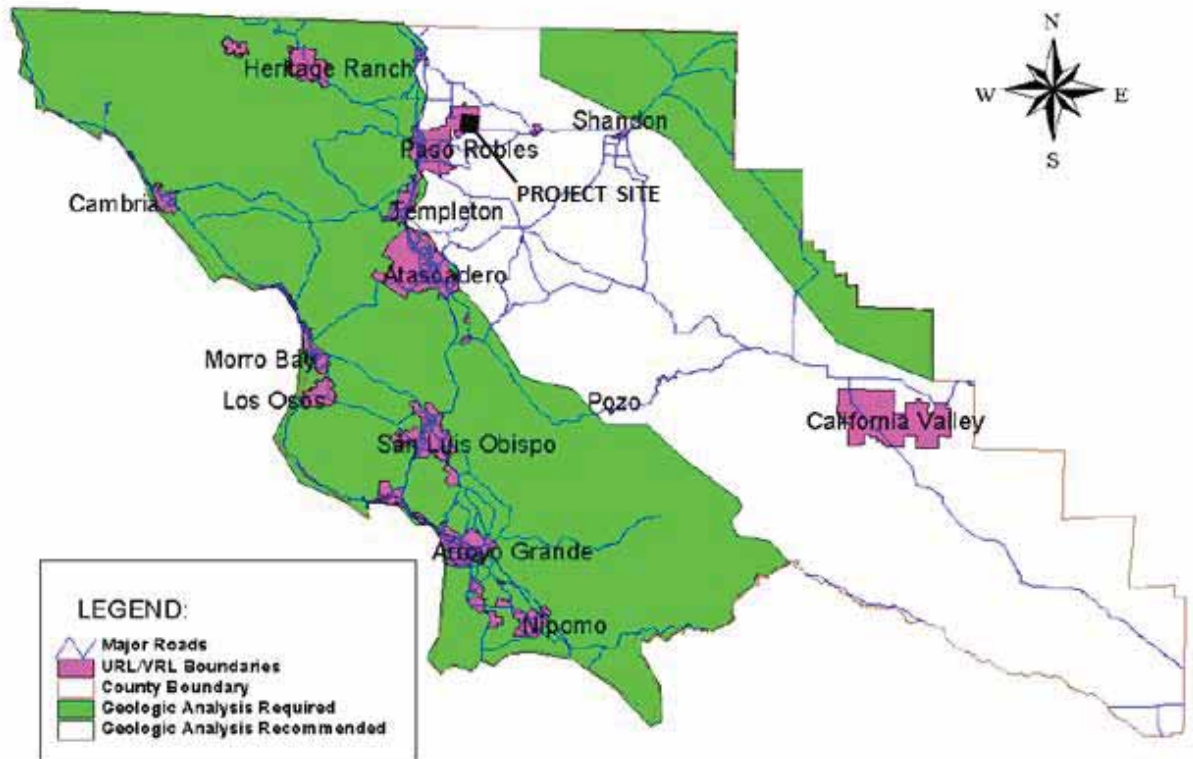 N
W E
S
Heritage Ranch
Shandon
Paso Robles
PROJECT SITE
Cambria
Templeton
Atascadero
Morro Bay
Los Osos
Pozo
California Valley
San Luis Obispo
Arroyo Grande
Nipomo
LEGEND:
Major Roads
URL/VRL Boundaries
County Boundary
Geologic Analysis Required
Geologic Analysis Recommended